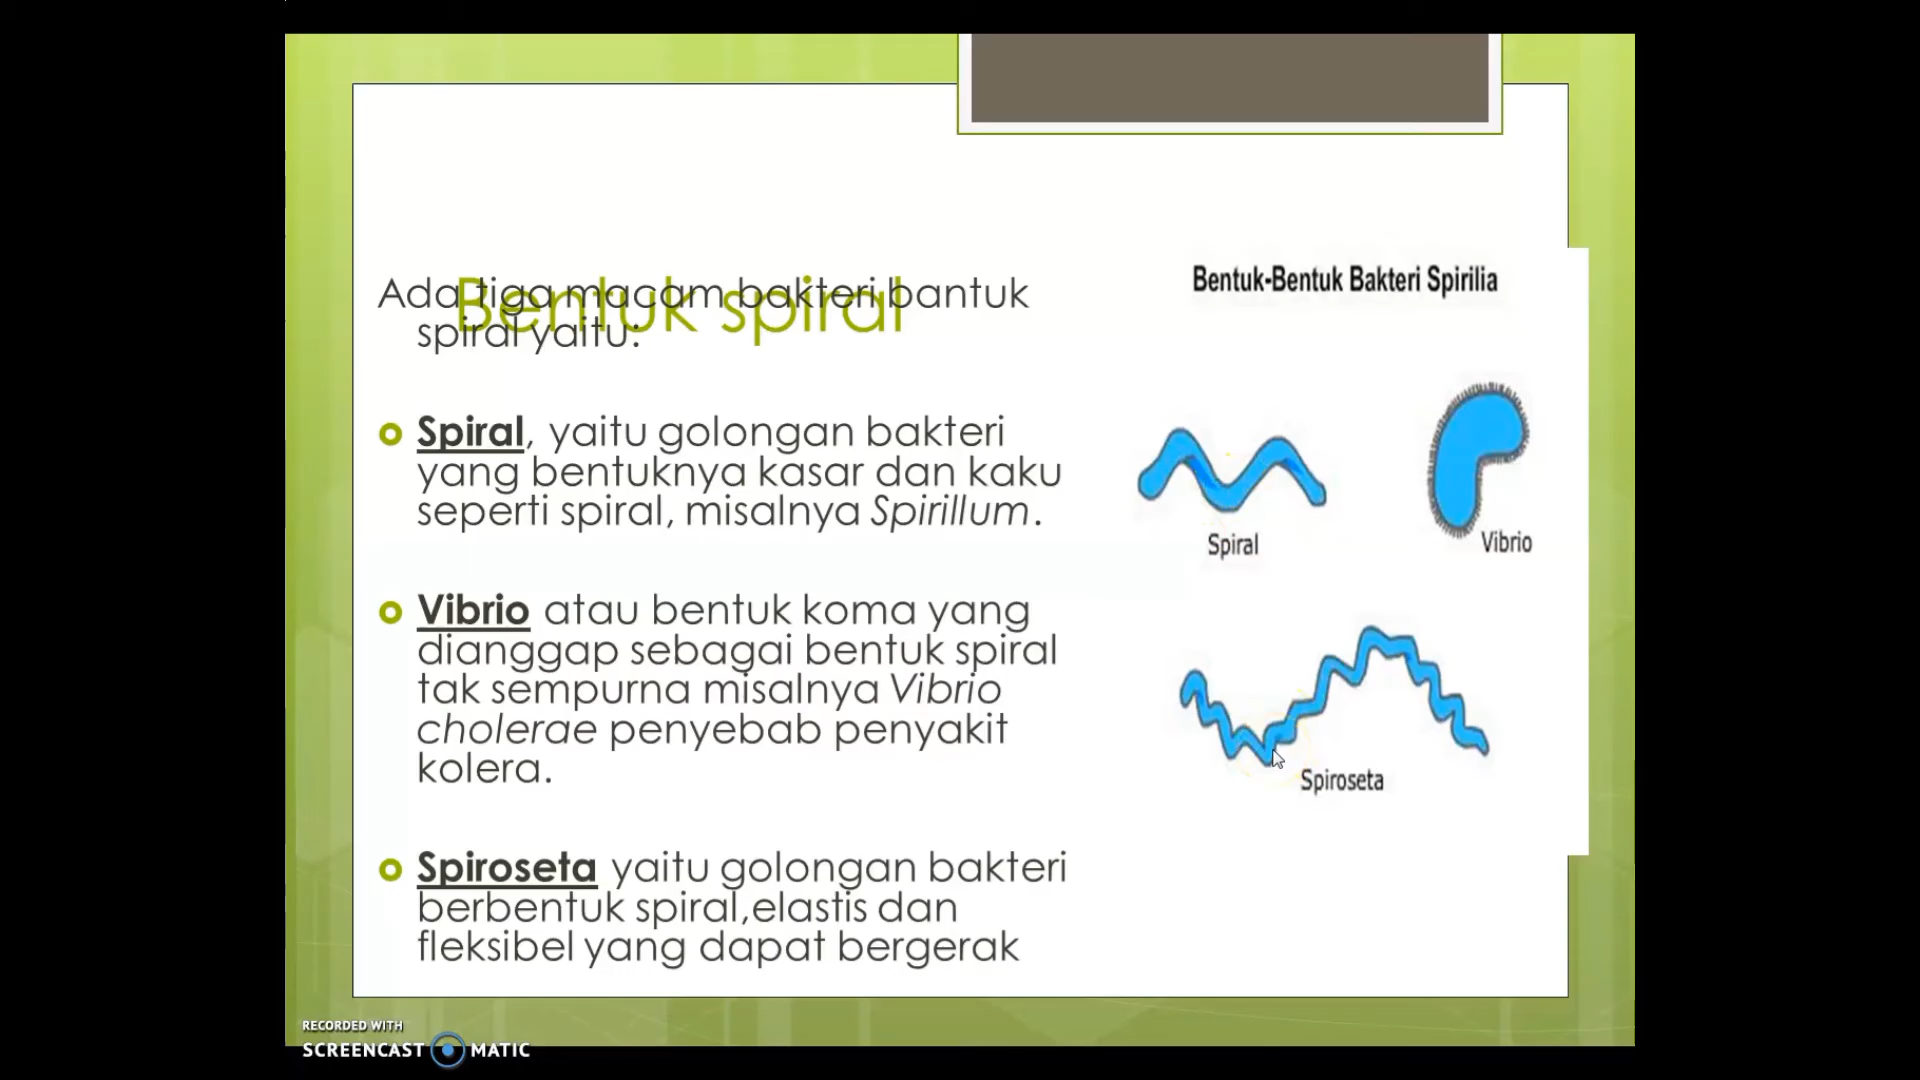 Bentuk spiral
Ada tiga macam bakteri bantuk
spiral yaitu:
Spiral, yaitu golongan bakteri
yang bentuknya kasar dan kaku
seperti spiral, misalnya Spirillum.
Vibrio atau bentuk koma yang
dianggap sebagai bentuk spiral
tak sempurna misalnya Vibrio
cholerae penyebab penyakit
kolera.
Spiroseta yaitu golongan bakteri
berbentuk spiral,elastis dan
fleksibel yang dapat bergerak
Bentuk-Bentuk Bakteri Spirilia
Spiral
Vibrio
Spiroseta
RECORDED WITH
SCREENCAST MATIC